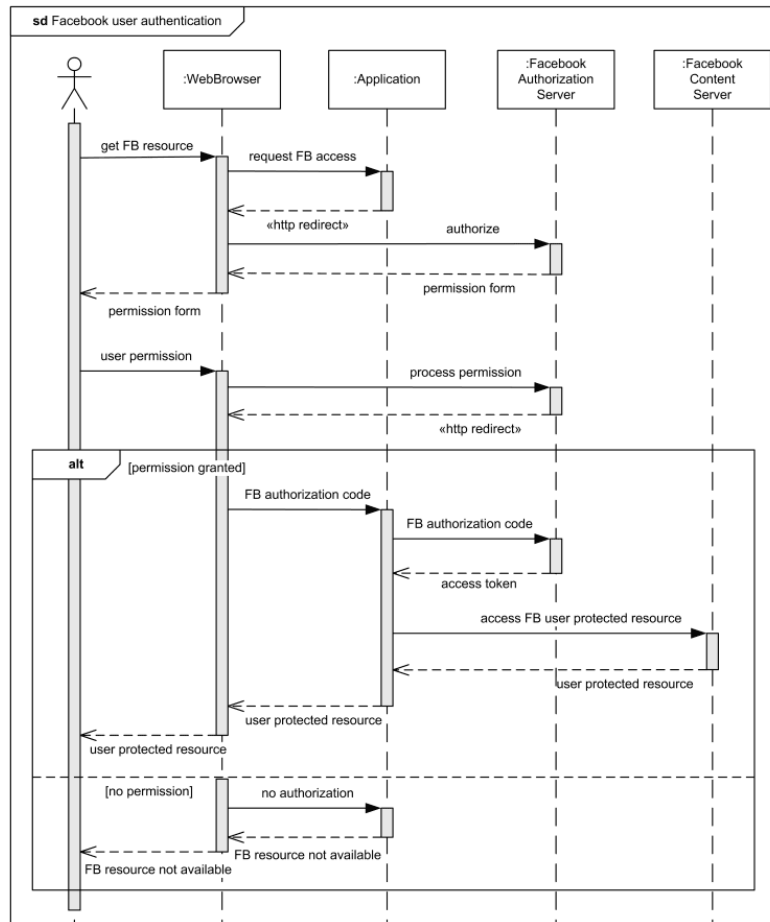 sd Facebook user authentication
:WebBrowser
:Application
:Facebook
Authorization
Server
:Facebook
Content
Server
get FB resource
request FB access
«http redirect»
authorize
permission form
permission form
user permission
process permission
«http redirect»
alt
[permission granted]
FB authorization code
FB authorization code
access token
access FB user protected resource
user protected resource
user protected resource
user protected resource
[no permission]
no authorization
FB resource not available
FB resource not available